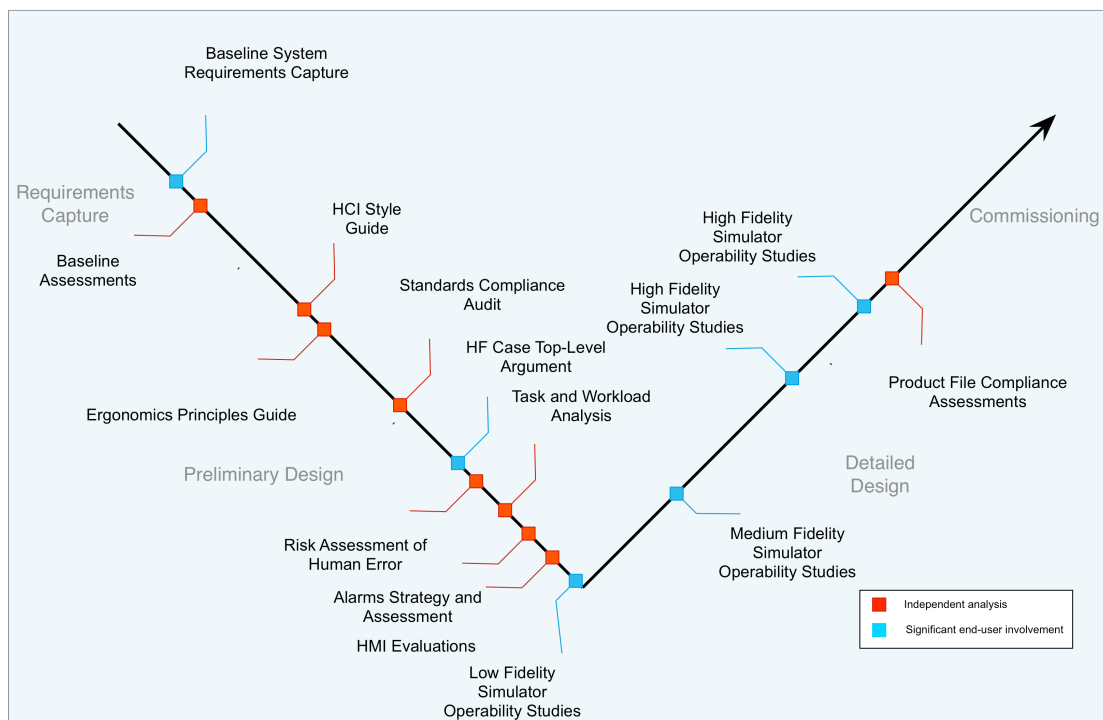 Baseline System
Requirements Capture
Requirements
Capture
Baseline
Assessments
HCI Style
Guide
Ergonomics Principles Guide
Standards Compliance
Audit
HF Case Top-Level
Argument
Task and Workload
Analysis
Preliminary Design
Risk Assessment of
Human Error
Alarms Strategy and
Assessment
HMI Evaluations
Low Fidelity
Simulator
Operability Studies
Medium Fidelity
Simulator
Operability Studies
Detailed
Design
High Fidelity
Simulator
Operability Studies
High Fidelity
Simulator
Operability Studies
Product File Compliance
Assessments
Commissioning
Independent analysis
Significant end-user involvement